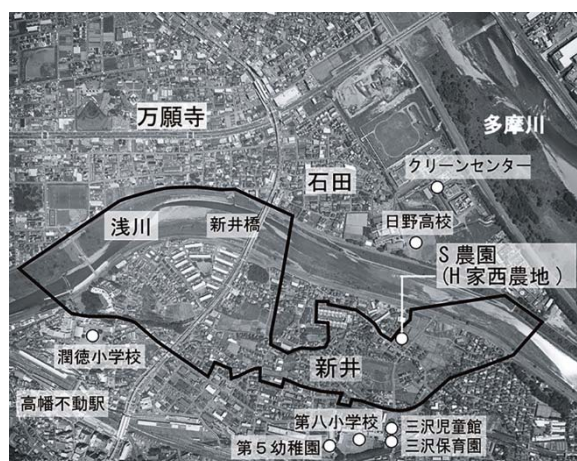 万願寺
多摩川
石田
クリーンセンター
浅川
新井橋
日野高校
S農園
(H家西農地)
潤徳小学校
新井
高幡不動駅
第八小学校
三沢児童館
第5幼稚園
三沢保育園